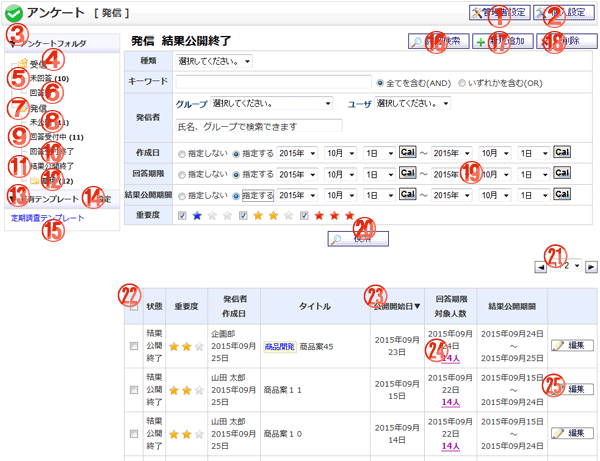 アンケート [ 発信 ]
① 管理者設定 ② 個人設定
③ アンケートフォルダ
④ 受信
⑤ 未回答 (10)
⑥ 回答
⑦ 発信
⑧ 未公開 (11)
⑨ 回答受付中 (11)
⑩ 回答受付終了
⑪ 結果公開終了
⑫ (12)
⑬ 共有テンプレート ⑭ 設定
定期調査テンプレート
⑮
発信 結果公開終了
⑯ 検索 ⑰ 追加 ⑱ 削除
種類 選択してください。
キーワード 全てを含む(AND) いずれかを含む(OR)
発信者 グループ 選択してください。 ユーザ 選択してください。
氏名、グループで検索できます
作成日 指定しない 指定する 2015年 10月 1日 Cal ～ 2015年 10月 1日 Cal
回答期限 指定しない 指定する 2015年 10月 1日 Cal ～ 2015年 10月 1日 Cal
⑲
結果公開期間 指定しない 指定する 2015年 10月 1日 Cal ～ 2015年 10月 1日 Cal
重要度
⑳ 検索
㉑ 2
㉒ 状態 重要度 発信者 作成日 タイトル ㉓ 公開開始日▼ 回答期限 対象人数 結果公開期間
結果公開終了 企画部 2015年09月25日 商品開発 商品案45 2015年09月23日 2015年09月24日 ㉔ 14人 2015年09月24日 ～ 2015年09月25日 編集
結果公開終了 山田 太郎 2015年09月25日 商品案１１ 2015年09月15日 2015年09月22日 14人 2015年09月15日 ～ 2015年09月24日 ㉕ 編集
結果公開終了 山田 太郎 2015年09月25日 商品案１０ 2015年09月14日 2015年09月22日 14人 2015年09月15日 ～ 2015年09月24日 編集